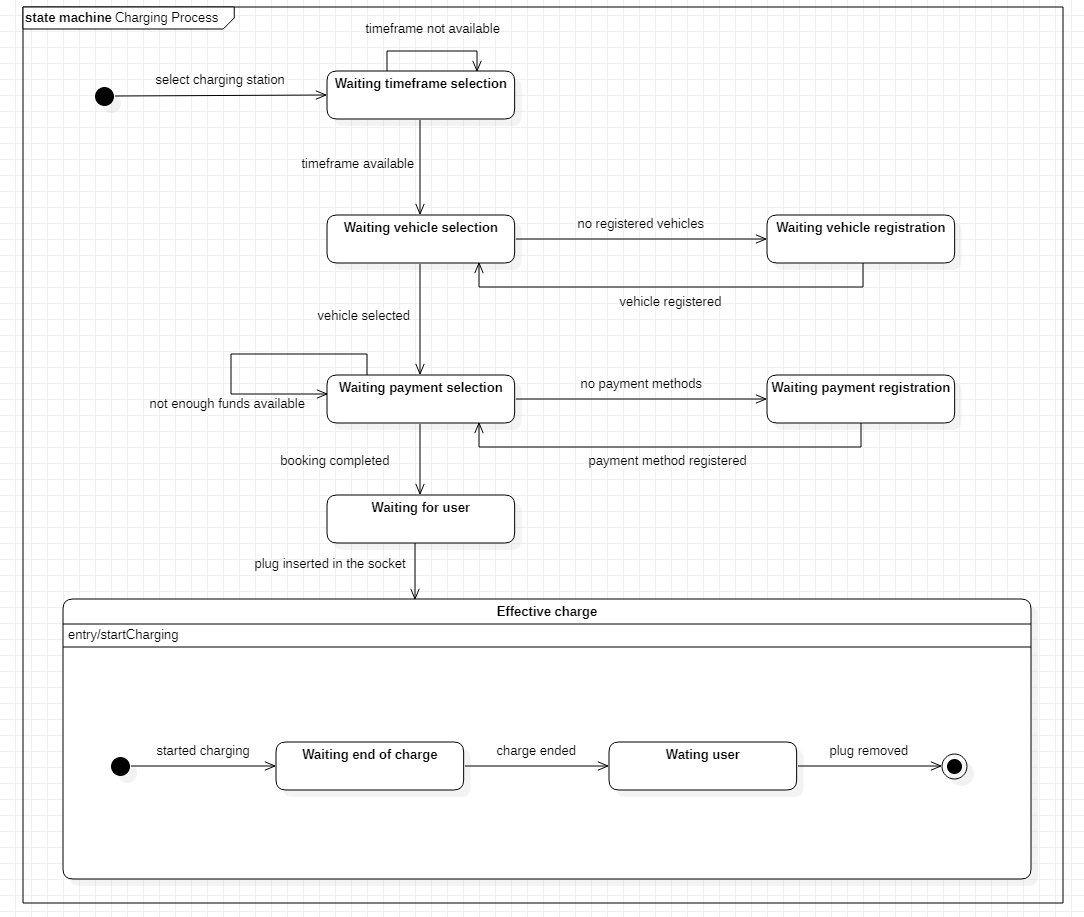 state machine Charging Process
timeframe not available
select charging station
Waiting timeframe selection
timeframe available
Waiting vehicle selection
no registered vehicles
Waiting vehicle registration
vehicle registered
vehicle selected
Waiting payment selection
no payment methods
Waiting payment registration
not enough funds available
booking completed
payment method registered
Waiting for user
plug inserted in the socket
Effective charge
entry/startCharging
started charging
Waiting end of charge
charge ended
Wating user
plug removed